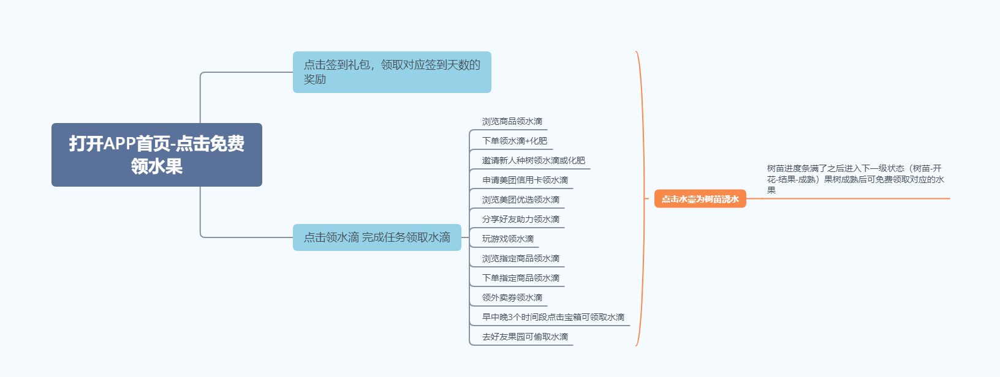 打开APP首页-点击免费
领水果
点击签到礼包，领取对应签到天数的
奖励
点击领水滴 完成任务领取水滴
浏览商品领水滴
下单领水滴+化肥
邀请新人种树领水滴或化肥
申请美团信用卡领水滴
浏览美团优选领水滴
分享好友助力领水滴
玩游戏领水滴
浏览指定商品领水滴
下单指定商品领水滴
领外卖券领水滴
早中晚3个时间段点击宝箱可领取水滴
去好友果园可偷取水滴
点击水壶为树苗浇水
树苗进度条满了之后进入下一级状态（树苗-开
花-结果-成熟）果树成熟后可免费领取对应的水
果